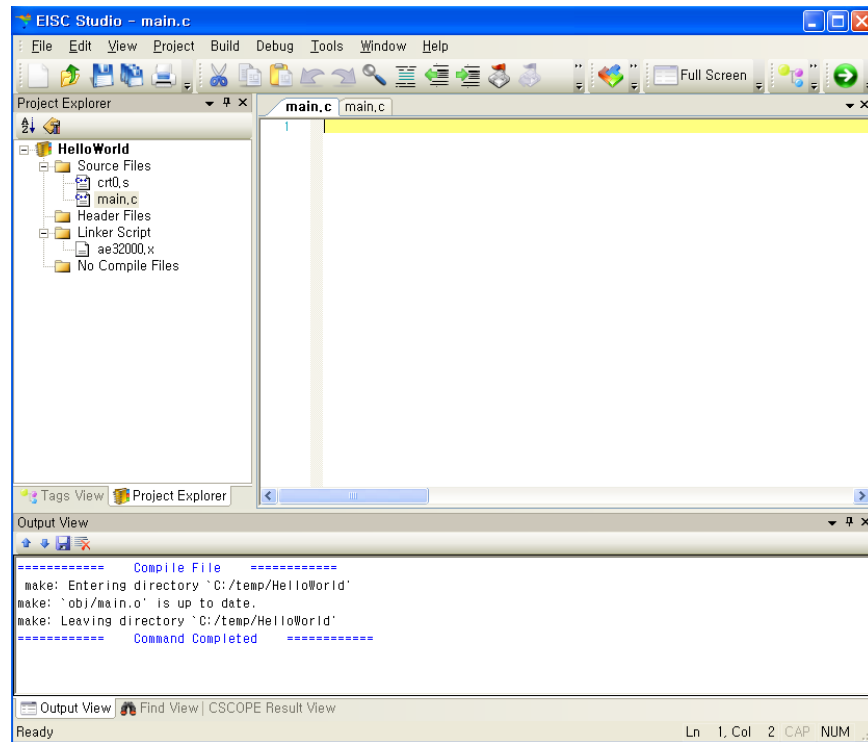 EISC Studio - main.c
File Edit View Project Build Debug Tools Window Help
Full Screen
Project Explorer
main.c main.c
1
HelloWorld
Source Files
crt0.s
main.c
Header Files
Linker Script
ae32000.x
No Compile Files
Tags View Project Explorer
Output View
============ Compile File ============
make: Entering directory `C:/temp/HelloWorld'
make: `obj/main.o' is up to date.
make: Leaving directory `C:/temp/HelloWorld'
============ Command Completed ============
Output View Find View CSCOPE Result View
Ready Ln 1, Col 2 CAP NUM